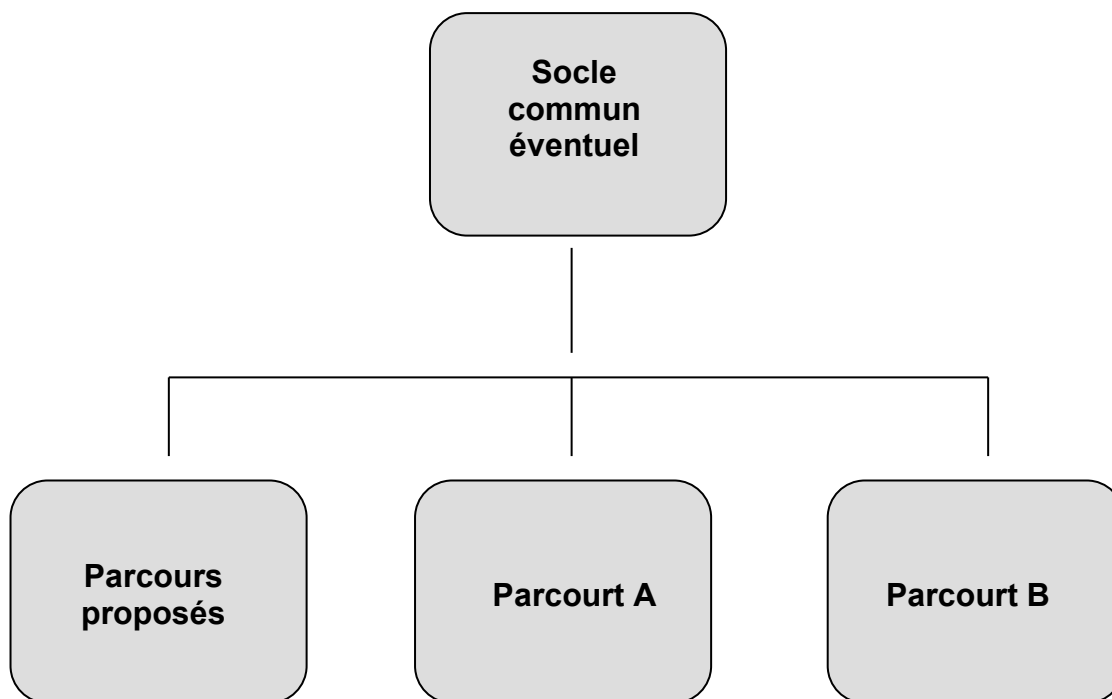 Socle
commun
éventuel
Parcours
proposés
Parcourt A
Parcourt B